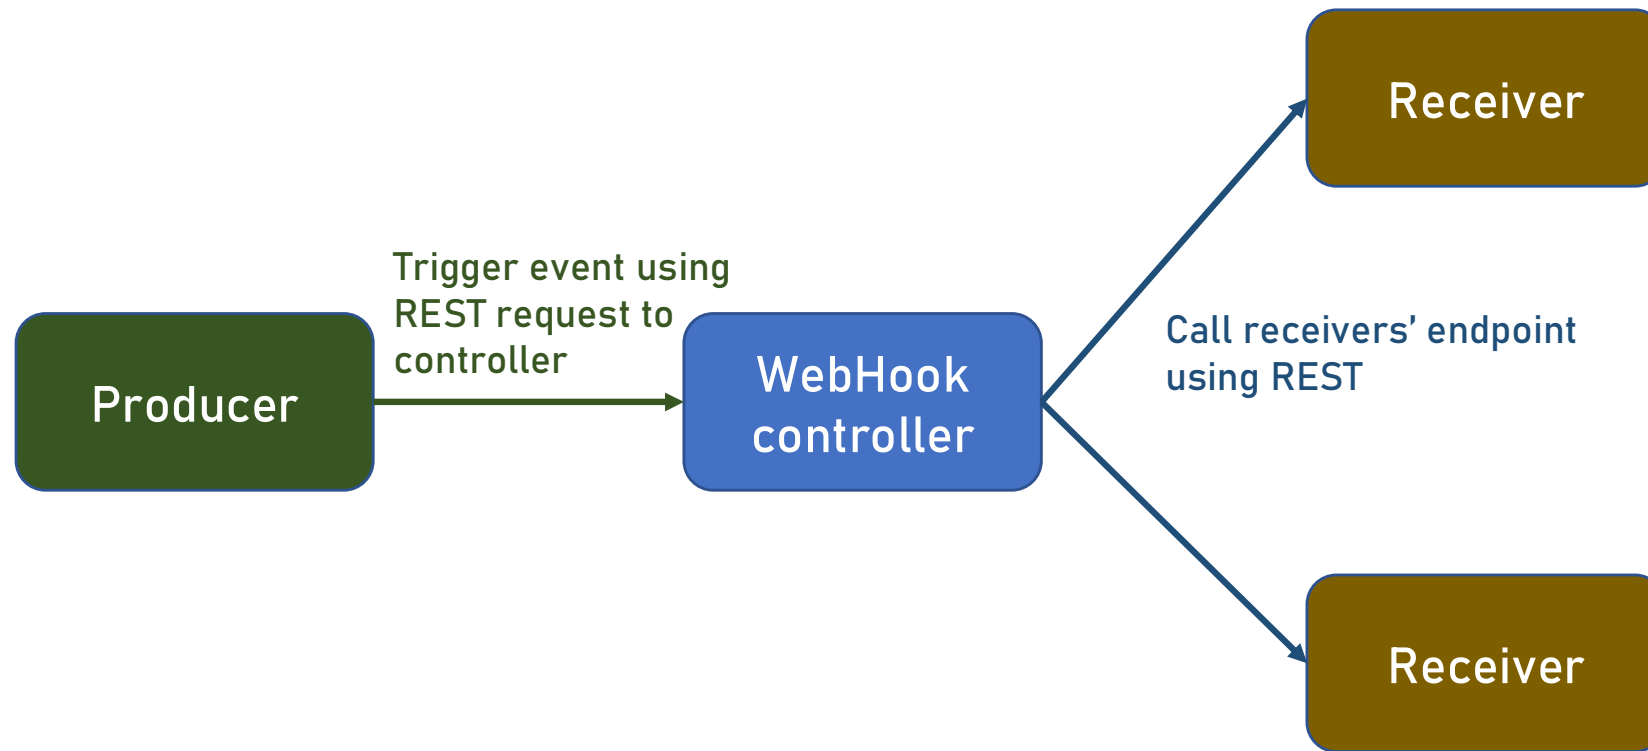 Receiver
Trigger event using
REST request to
controller
Producer
WebHook
controller
Call receivers’ endpoint
using REST
Receiver